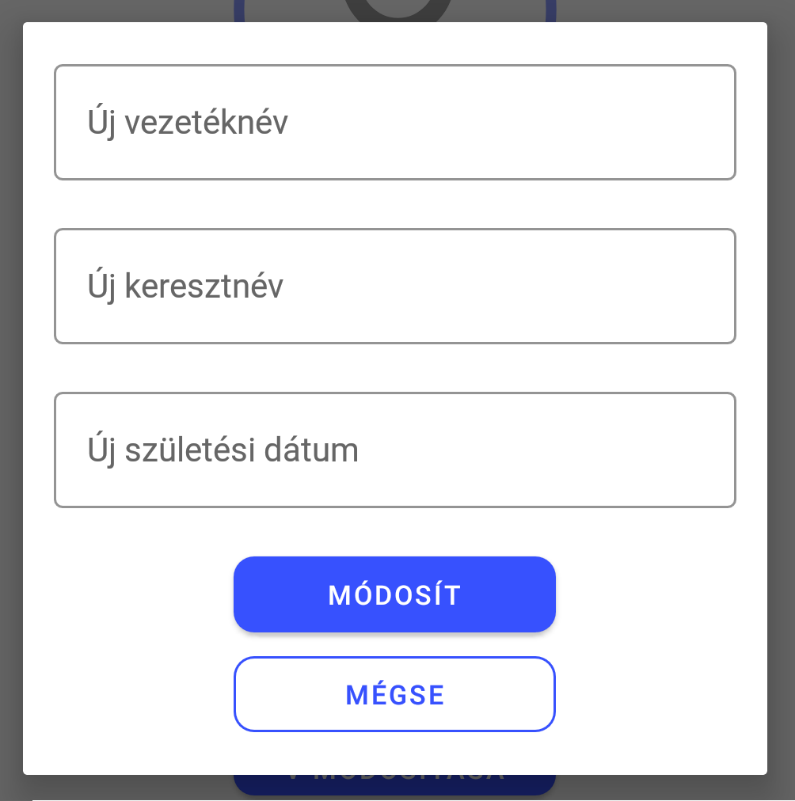 Új vezetéknév
Új keresztnév
Új születési dátum
MÓDOSÍT
MÉGSE